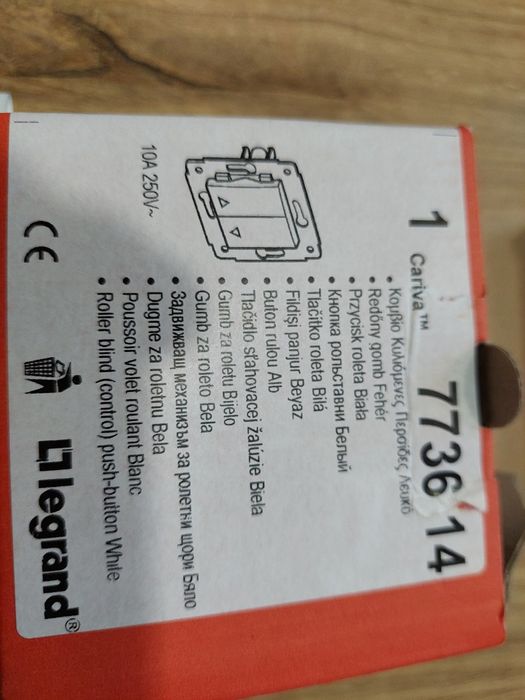 1 Cariva™ 7736 14
• Κομβίο Κυλιόμενες Περσίδες Λευκό
• Redőny gomb Fehér
• Przycisk roleta Biała
• Кнопка рольставни Белый
• Tlačítko roleta Bílá
• Fildişi panjur Beyaz
• Buton rulou Alb
• Tlačidlo sťahovacej žalúzie Biela
• Gumb za roletu Bijelo
• Gumb za roleto Bela
• Задвижващ механизъм за ролетни щори Бяло
• Dugme za roletnu Bela
• Poussoir volet roulant Blanc
• Roller blind (control) push-button White
10A 250V~
CE
legrand®